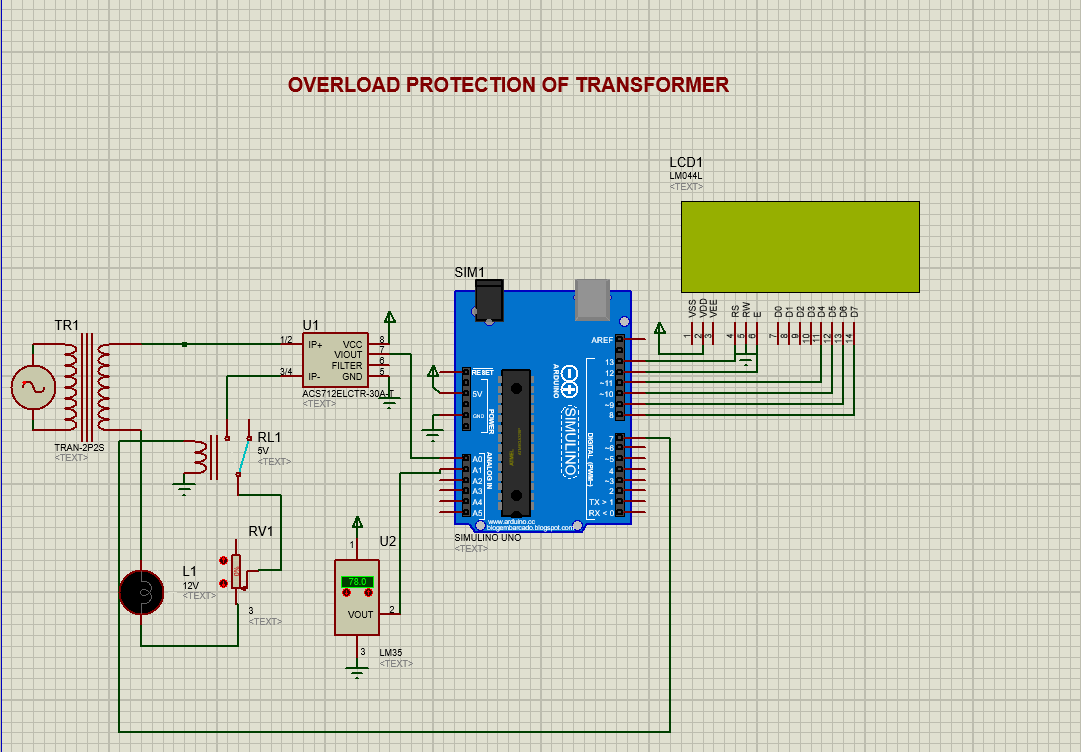 OVERLOAD PROTECTION OF TRANSFORMER
LCD1
LM044L
<TEXT>
VSS
VDD
VEE
RS
RW
E
D0
D1
D2
D3
D4
D5
D6
D7
1
2
3
4
5
6
7
8
9
10
11
12
13
14
TR1
TRAN-2P2S
<TEXT>
U1
1/2
IP+
VCC
8
VIOUT
7
FILTER
6
3/4
IP-
GND
5
ACS712ELCTR-30A-T
<TEXT>
SIM1
AREF
13
12
~11
~10
~9
8
7
~6
~5
4
~3
2
TX > 1
RX < 0
RESET
5V
GND
POWER
A0
A1
A2
A3
A4
A5
ANALOG IN
ARDUINO
SIMULINO
DIGITAL (PWM~)
www.arduino.cc
blogembarcado.blogspot.com
SIMULINO UNO
<TEXT>
RL1
5V
<TEXT>
RV1
0%
3
<TEXT>
L1
12V
<TEXT>
U2
1
78.0
VOUT
2
3
LM35
<TEXT>